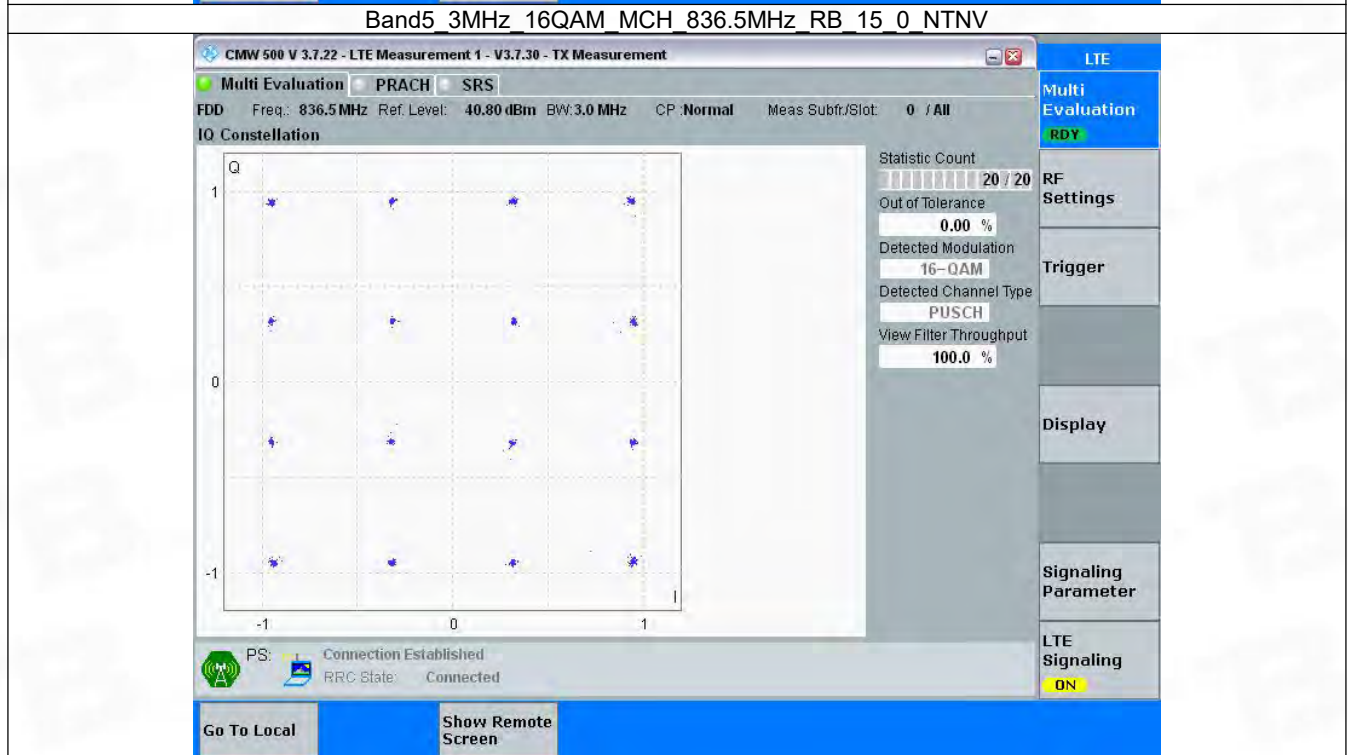 Band5_3MHz_16QAM_MCH_836.5MHz_RB_15_0_NTNV
CMW 500 V 3.7.22 - LTE Measurement 1 - V3.7.30 - TX Measurement
LTE
Multi Evaluation PRACH SRS
FDD Freq.: 836.5 MHz Ref. Level: 40.80 dBm BW: 3.0 MHz CP :Normal Meas Subfr./Slot: 0 / All
IQ Constellation
Q
1
0
-1
I
-1 0 1
Statistic Count
20 / 20
Out of Tolerance
0.00 %
Detected Modulation
16-QAM
Detected Channel Type
PUSCH
View Filter Throughput
100.0 %
Multi
Evaluation
RDY
RF
Settings
Trigger
Display
Signaling
Parameter
LTE
Signaling
ON
PS: Connection Established
RRC State: Connected
Go To Local
Show Remote
Screen